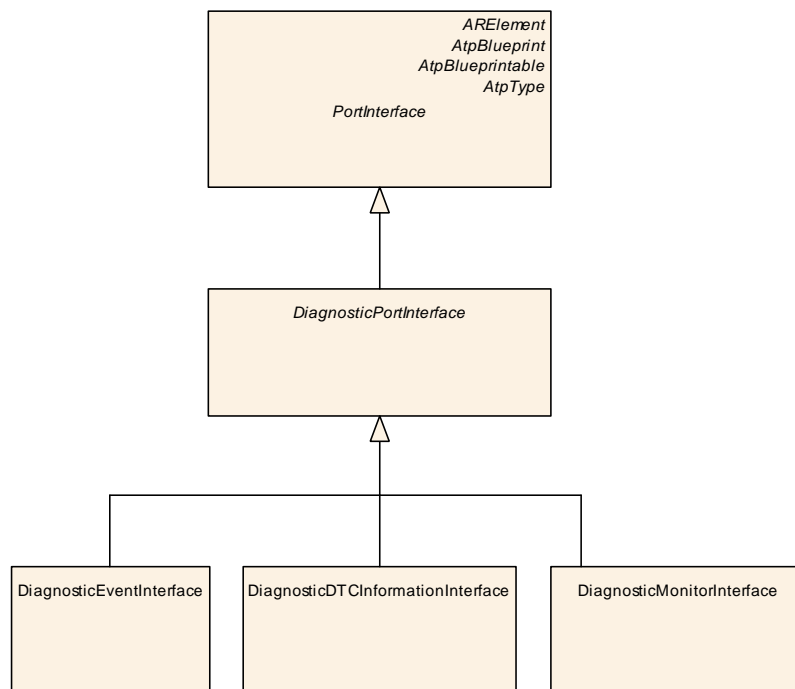 ARElement
AtpBlueprint
AtpBlueprintable
AtpType
PortInterface
DiagnosticPortInterface
DiagnosticEventInterface
DiagnosticDTCInformationInterface
DiagnosticMonitorInterface